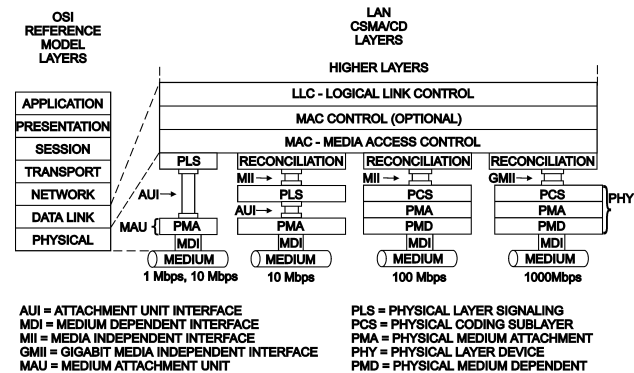 OSI
REFERENCE
MODEL
LAYERS
LAN
CSMA/CD
LAYERS
HIGHER LAYERS
APPLICATION
PRESENTATION
SESSION
TRANSPORT
NETWORK
DATA LINK
PHYSICAL
LLC - LOGICAL LINK CONTROL
MAC CONTROL (OPTIONAL)
MAC - MEDIA ACCESS CONTROL
PLS
AUI
MAU
PMA
MDI
MEDIUM
1 Mbps, 10 Mbps
RECONCILIATION
MII
PLS
AUI
PMA
MDI
MEDIUM
10 Mbps
RECONCILIATION
MII
PCS
PMA
PMD
MDI
MEDIUM
100 Mbps
RECONCILIATION
GMII
PCS
PMA
PMD
PHY
MDI
MEDIUM
1000Mbps
AUI = ATTACHMENT UNIT INTERFACE
MDI = MEDIUM DEPENDENT INTERFACE
MII = MEDIA INDEPENDENT INTERFACE
GMII = GIGABIT MEDIA INDEPENDENT INTERFACE
MAU = MEDIUM ATTACHMENT UNIT
PLS = PHYSICAL LAYER SIGNALING
PCS = PHYSICAL CODING SUBLAYER
PMA = PHYSICAL MEDIUM ATTACHMENT
PHY = PHYSICAL LAYER DEVICE
PMD = PHYSICAL MEDIUM DEPENDENT